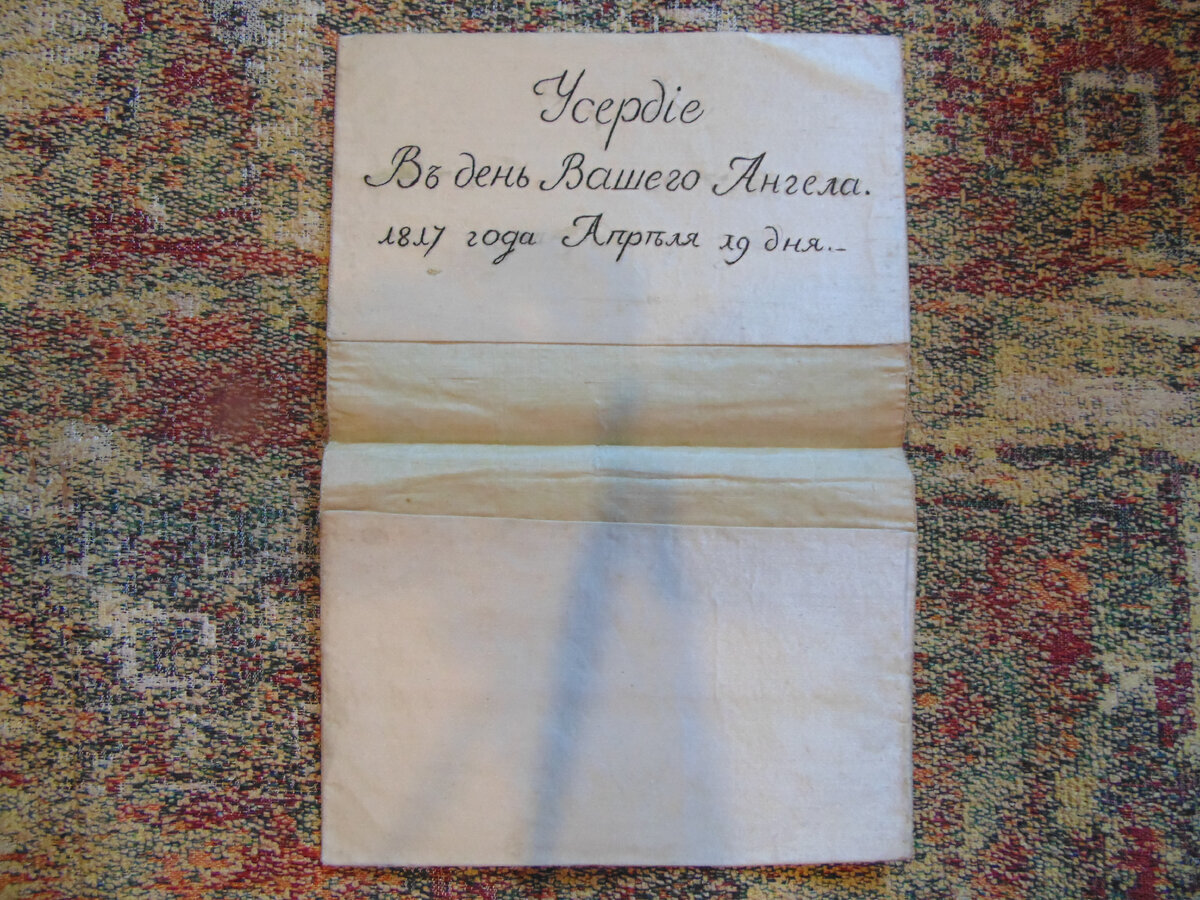 Усердіе
Въ день Вашего Ангела.
1817 года Апрѣля 19 дня.–